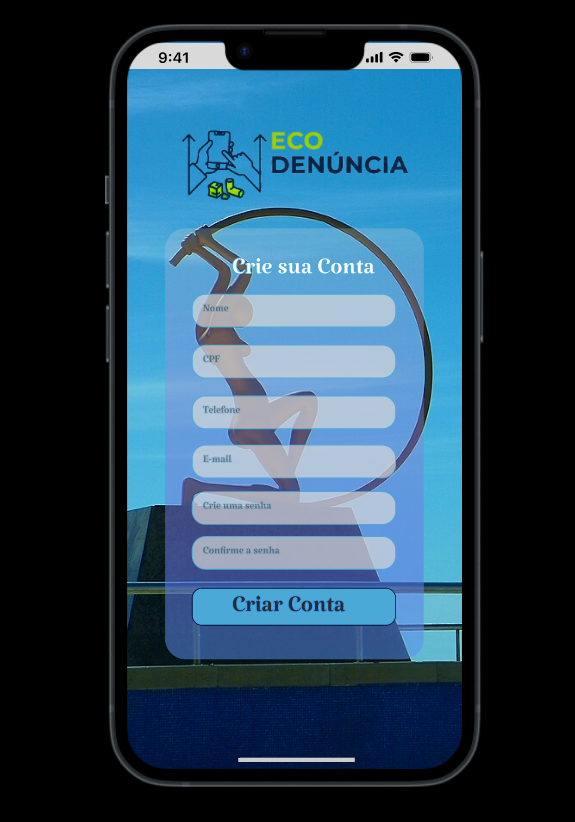 9:41
ECO
DENÚNCIA
Crie sua Conta
Nome
CPF
Telefone
E-mail
Crie uma senha
Confirme a senha
Criar Conta